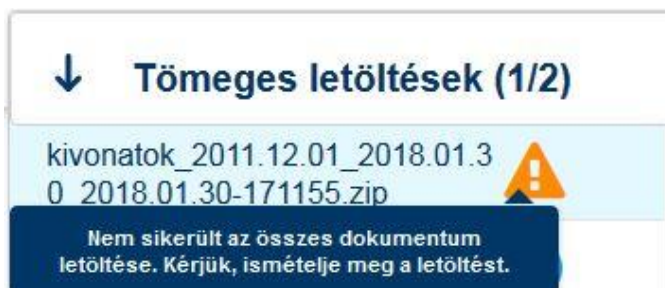 Tömeges letöltések (1/2)
kivonatok_2011.12.01_2018.01.3
0_2018.01.30-171155.zip
Nem sikerült az összes dokumentum
letöltése. Kérjük, ismételje meg a letöltést.